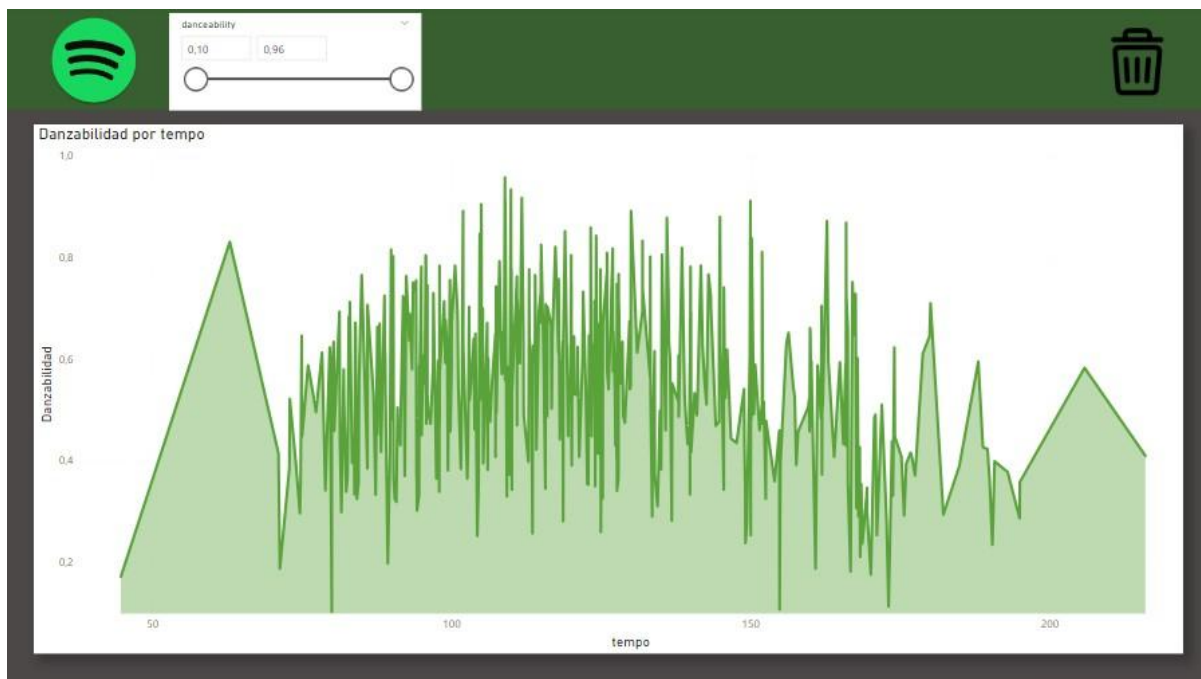 danceability
0,10 0,96
Danzabilidad por tempo
1,0
0,8
0,6
0,4
0,2
Danzabilidad
50 100 150 200
tempo